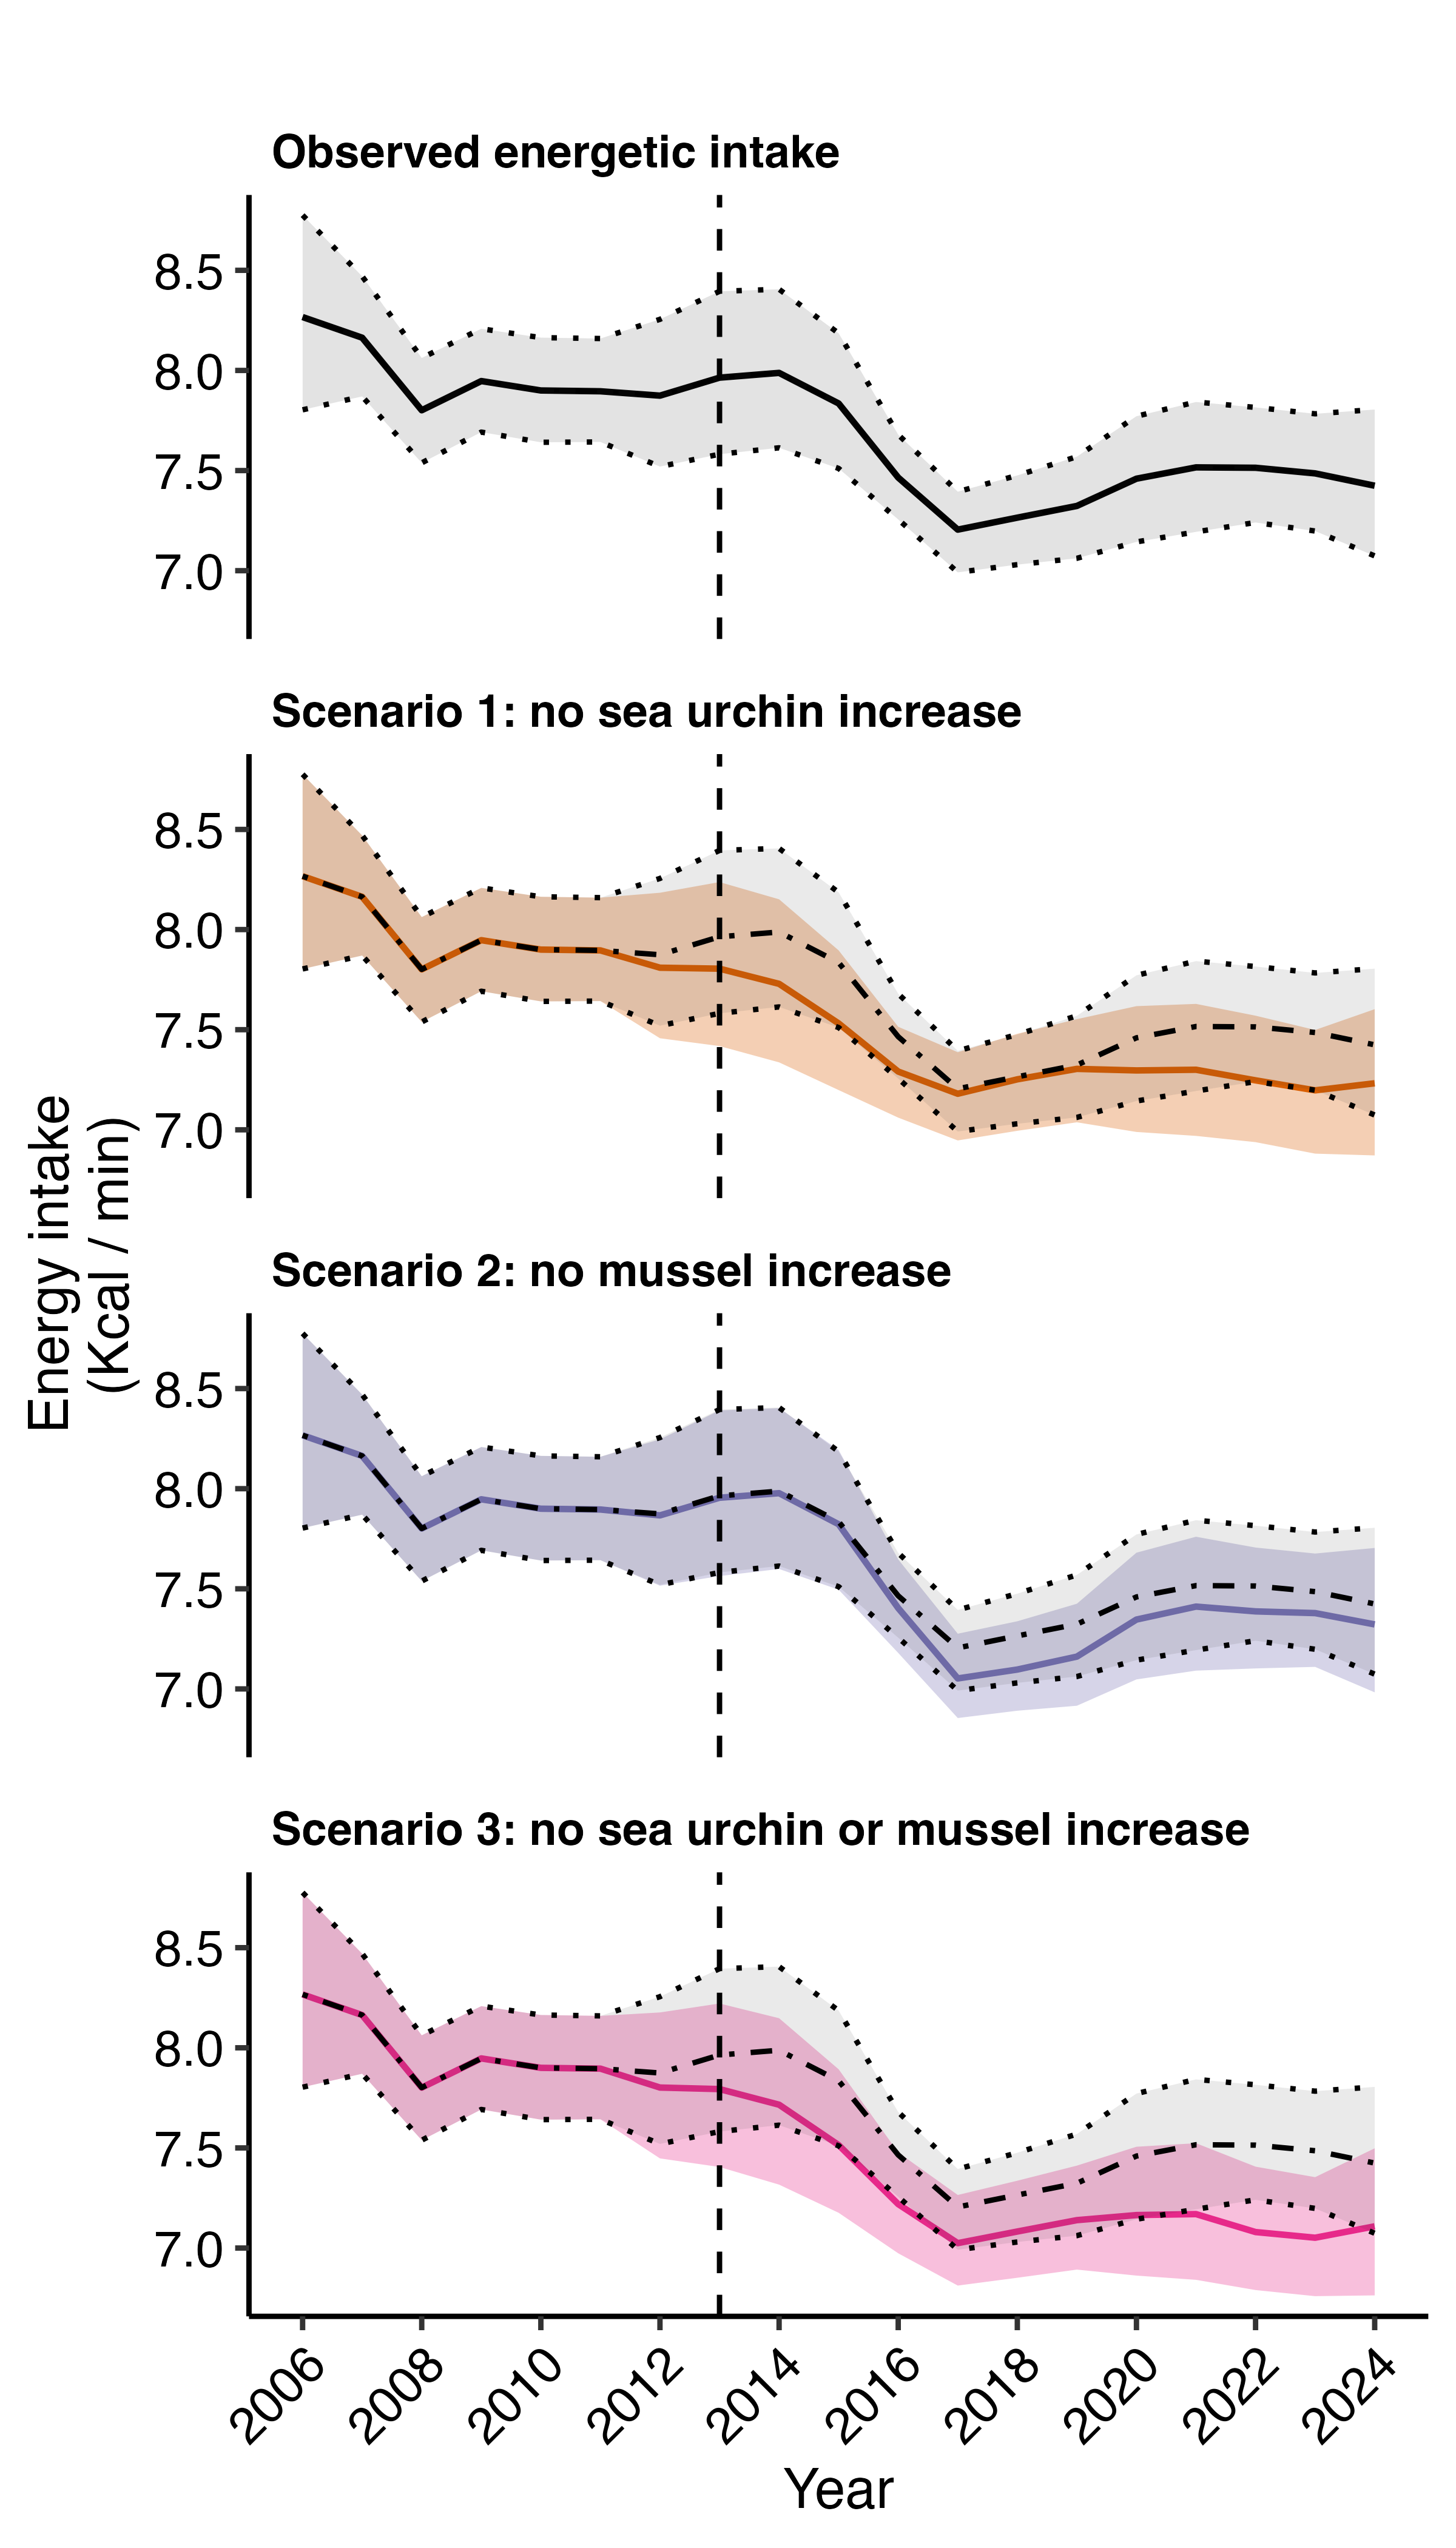 Observed energetic intake
8.5
8.0
7.5
7.0
Scenario 1: no sea urchin increase
8.5
8.0
7.5
7.0
Energy intake
(Kcal / min)
Scenario 2: no mussel increase
8.5
8.0
7.5
7.0
Scenario 3: no sea urchin or mussel increase
8.5
8.0
7.5
7.0
2006 2008 2010 2012 2014 2016 2018 2020 2022 2024
Year